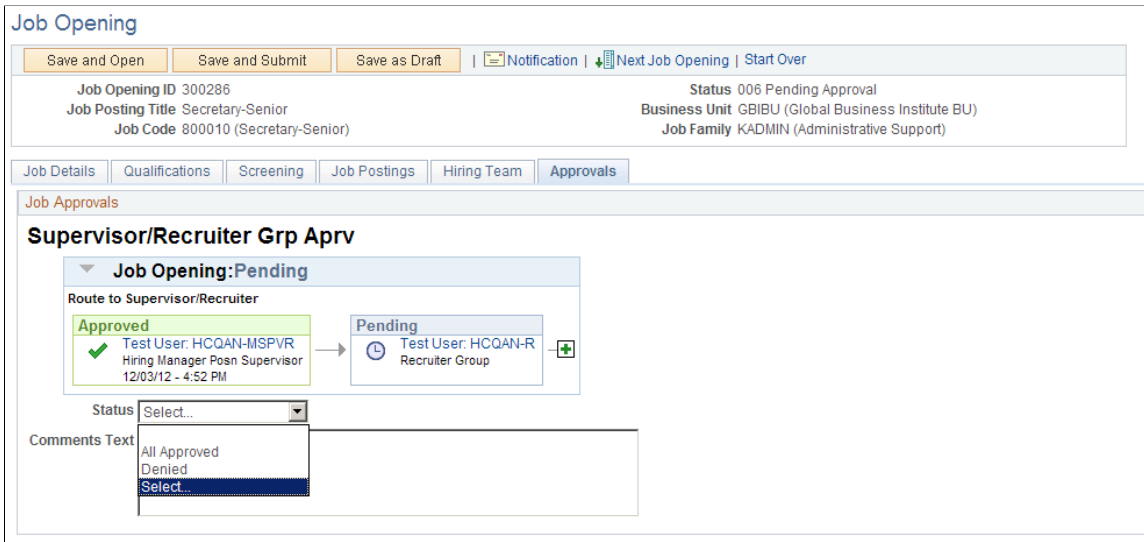 Job Opening
Save and Open Save and Submit Save as Draft | Notification | Next Job Opening | Start Over
Job Opening ID 300286 Status 006 Pending Approval
Job Posting Title Secretary-Senior Business Unit GBIBU (Global Business Institute BU)
Job Code 800010 (Secretary-Senior) Job Family KADMIN (Administrative Support)
Job Details Qualifications Screening Job Postings Hiring Team Approvals
Job Approvals
Supervisor/Recruiter Grp Aprv
Job Opening:Pending
Route to Supervisor/Recruiter
Approved Pending
Test User: HCQAN-MSPVR Test User: HCQAN-R
Hiring Manager Posn Supervisor Recruiter Group
12/03/12 - 4:52 PM
Status Select...
Comments Text
All Approved
Denied
Select...